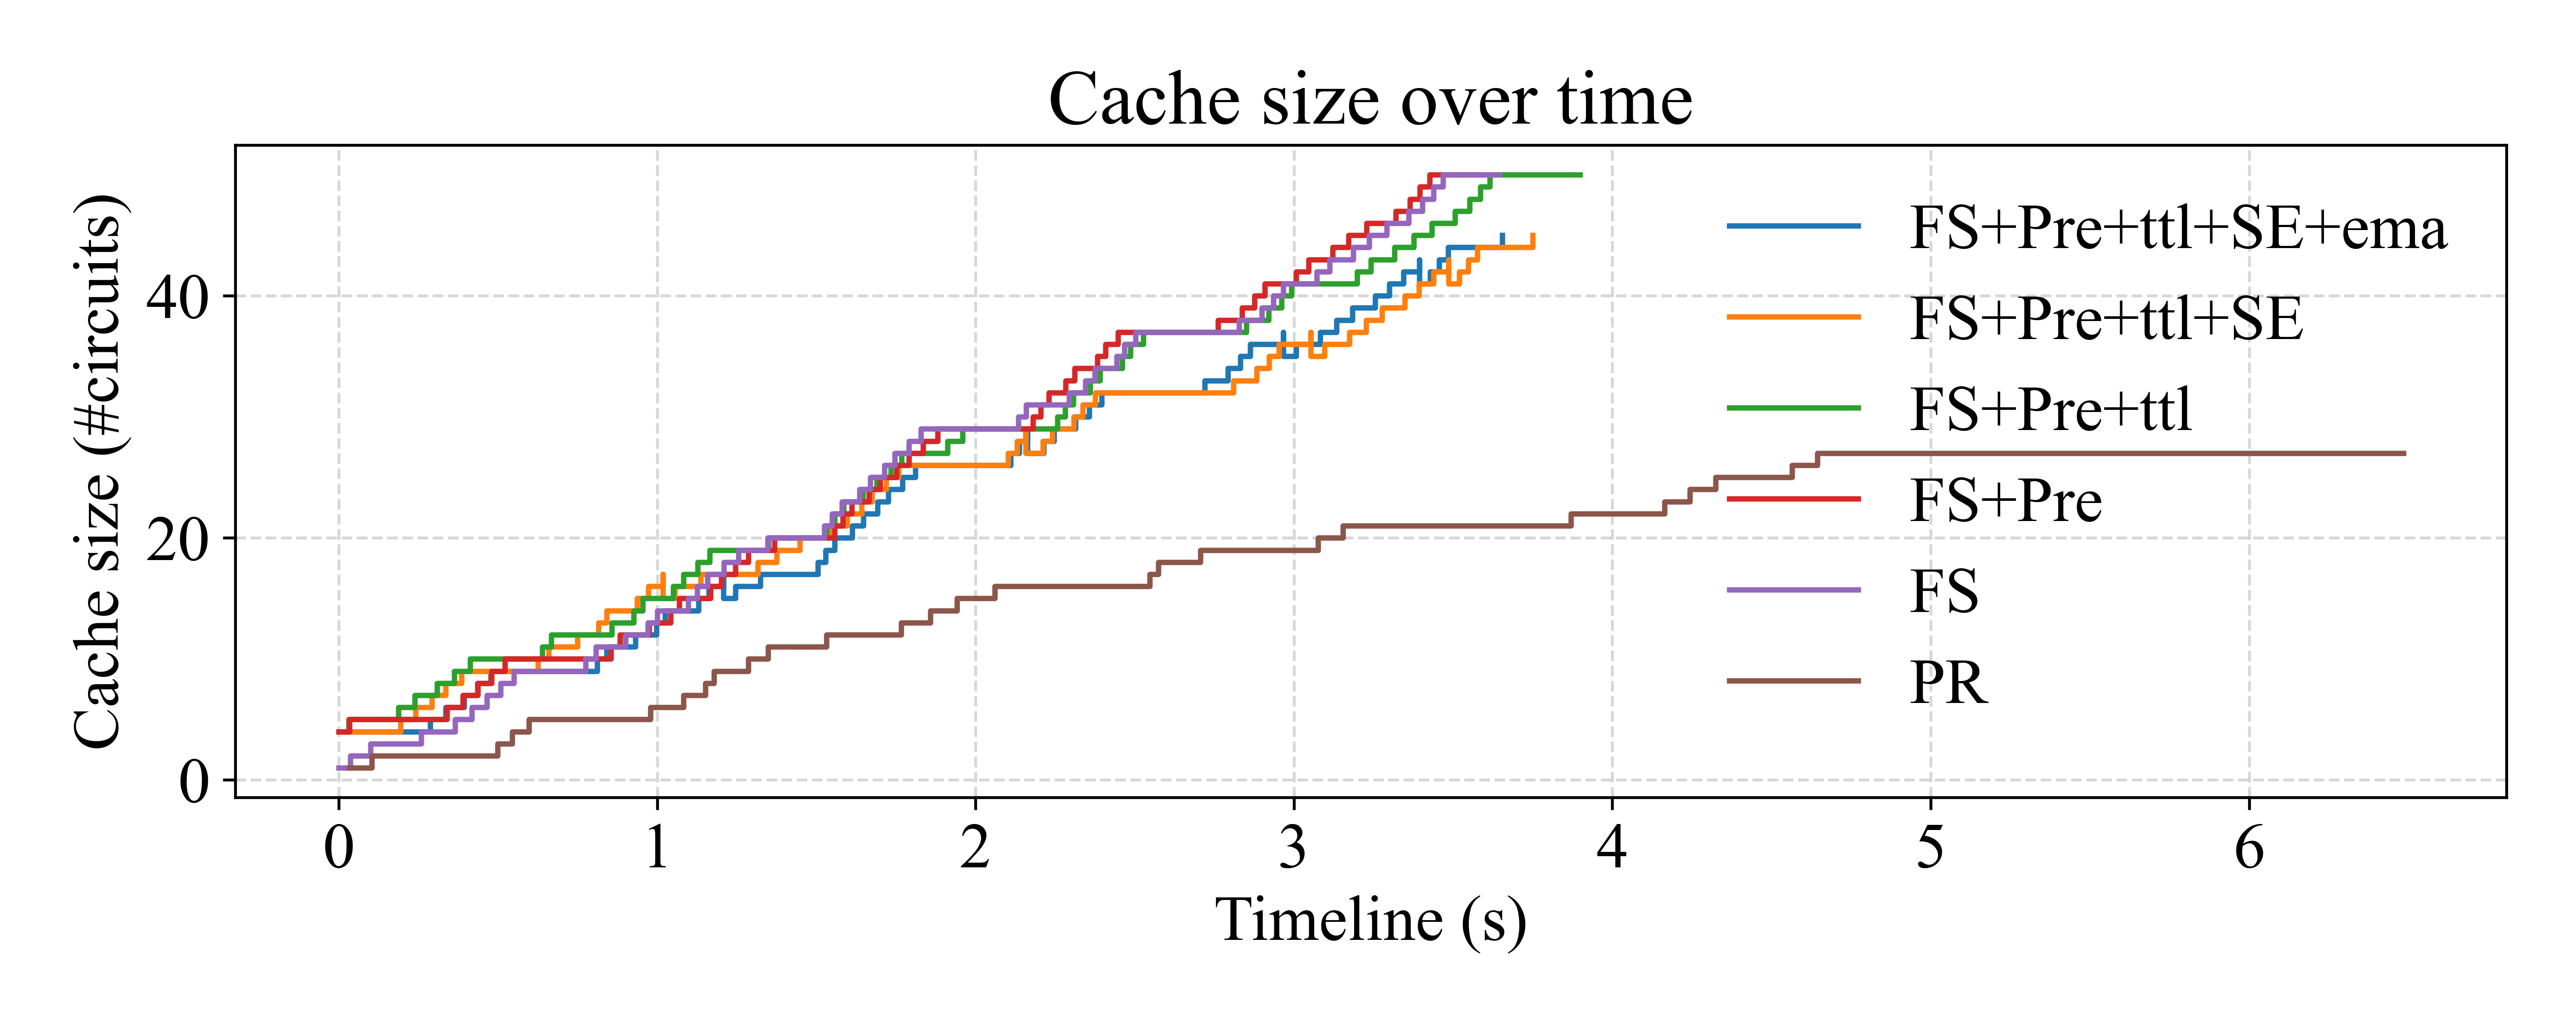 Cache size over time
Cache size (#circuits)
40
20
0
0 1 2 3 4 5 6
Timeline (s)
FS+Pre+ttl+SE+ema
FS+Pre+ttl+SE
FS+Pre+ttl
FS+Pre
FS
PR